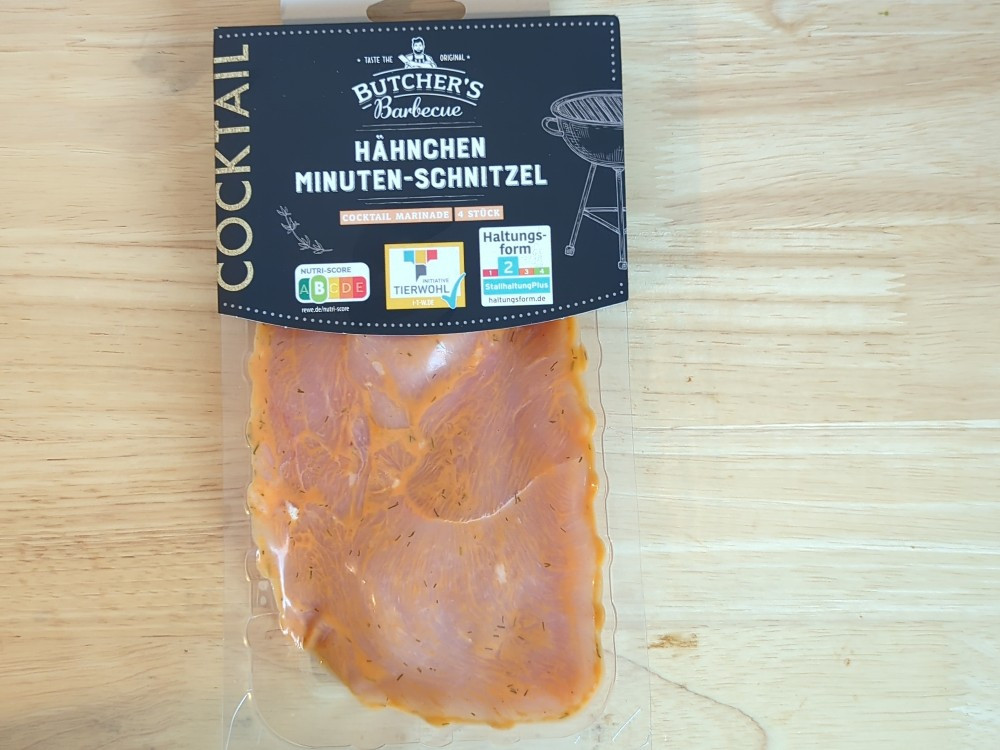 COCKTAIL
TASTE THE ORIGINAL
BUTCHER'S
Barbecue
HÄHNCHEN
MINUTEN-SCHNITZEL
COCKTAIL MARINADE 4 STÜCK
NUTRI-SCORE
A B C D E
rewe.de/nutri-score
INITIATIVE
TIERWOHL
I-T-W.DE
Haltungs-
form
1 2 3 4
StallhaltungPlus
haltungsform.de